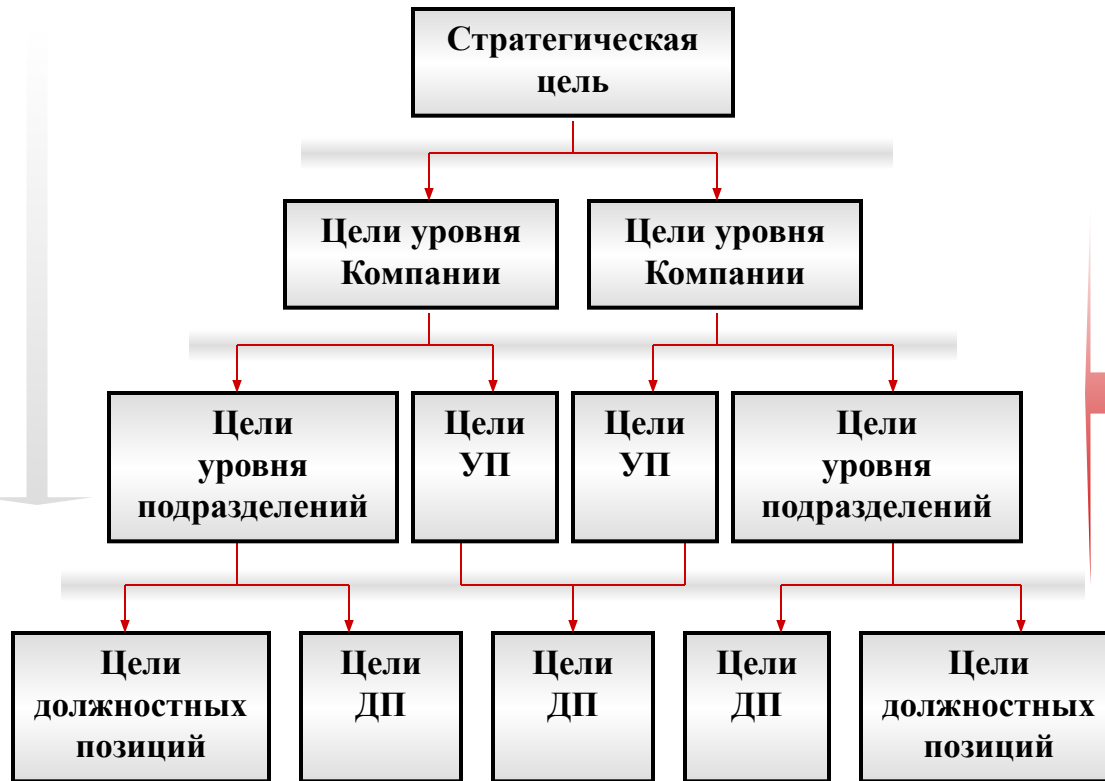 Стратегическая
цель
Цели уровня
Компании
Цели уровня
Компании
Цели
уровня
подразделений
Цели
УП
Цели
УП
Цели
уровня
подразделений
Цели
должностных
позиций
Цели
ДП
Цели
ДП
Цели
ДП
Цели
должностных
позиций